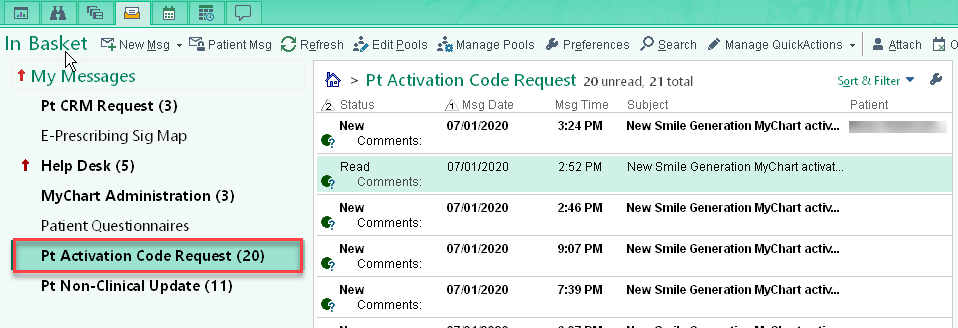 In Basket New Msg Patient Msg Refresh Edit Pools Manage Pools Preferences Search Manage QuickActions Attach O
My Messages
Pt CRM Request (3)
E-Prescribing Sig Map
Help Desk (5)
MyChart Administration (3)
Patient Questionnaires
Pt Activation Code Request (20)
Pt Non-Clinical Update (11)
> Pt Activation Code Request 20 unread, 21 total Sort & Filter
2 Status 1 Msg Date Msg Time Subject Patient
New 07/01/2020 3:24 PM New Smile Generation MyChart activ...
Comments:
Read 07/01/2020 2:52 PM New Smile Generation MyChart activat...
Comments:
New 07/01/2020 2:46 PM New Smile Generation MyChart activ...
Comments:
New 07/01/2020 9:07 PM New Smile Generation MyChart activ...
Comments:
New 07/01/2020 7:39 PM New Smile Generation MyChart activ...
Comments: